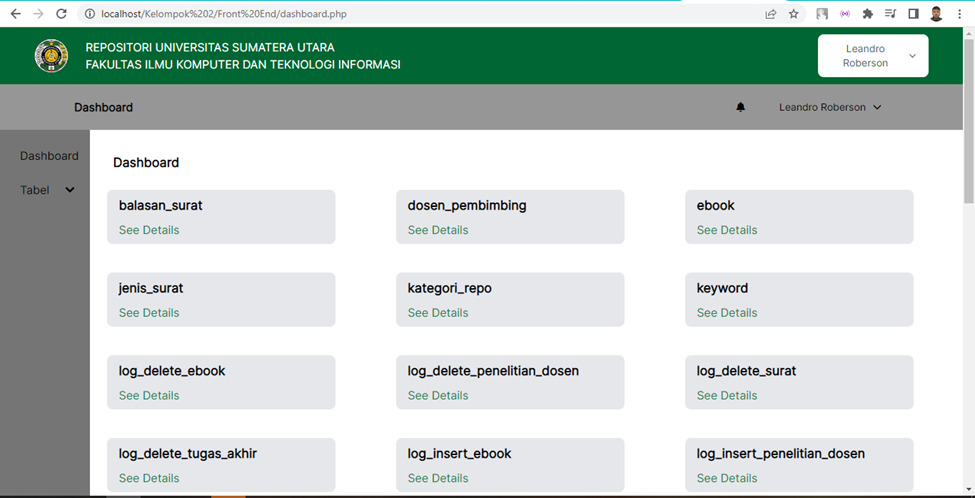 localhost/Kelompok%202/Front%20End/dashboard.php
REPOSITORI UNIVERSITAS SUMATERA UTARA
FAKULTAS ILMU KOMPUTER DAN TEKNOLOGI INFORMASI
Leandro
Roberson
Dashboard
Leandro Roberson
Dashboard
Tabel
Dashboard
balasan_surat
See Details
dosen_pembimbing
See Details
ebook
See Details
jenis_surat
See Details
kategori_repo
See Details
keyword
See Details
log_delete_ebook
See Details
log_delete_penelitian_dosen
See Details
log_delete_surat
See Details
log_delete_tugas_akhir
See Details
log_insert_ebook
See Details
log_insert_penelitian_dosen
See Details